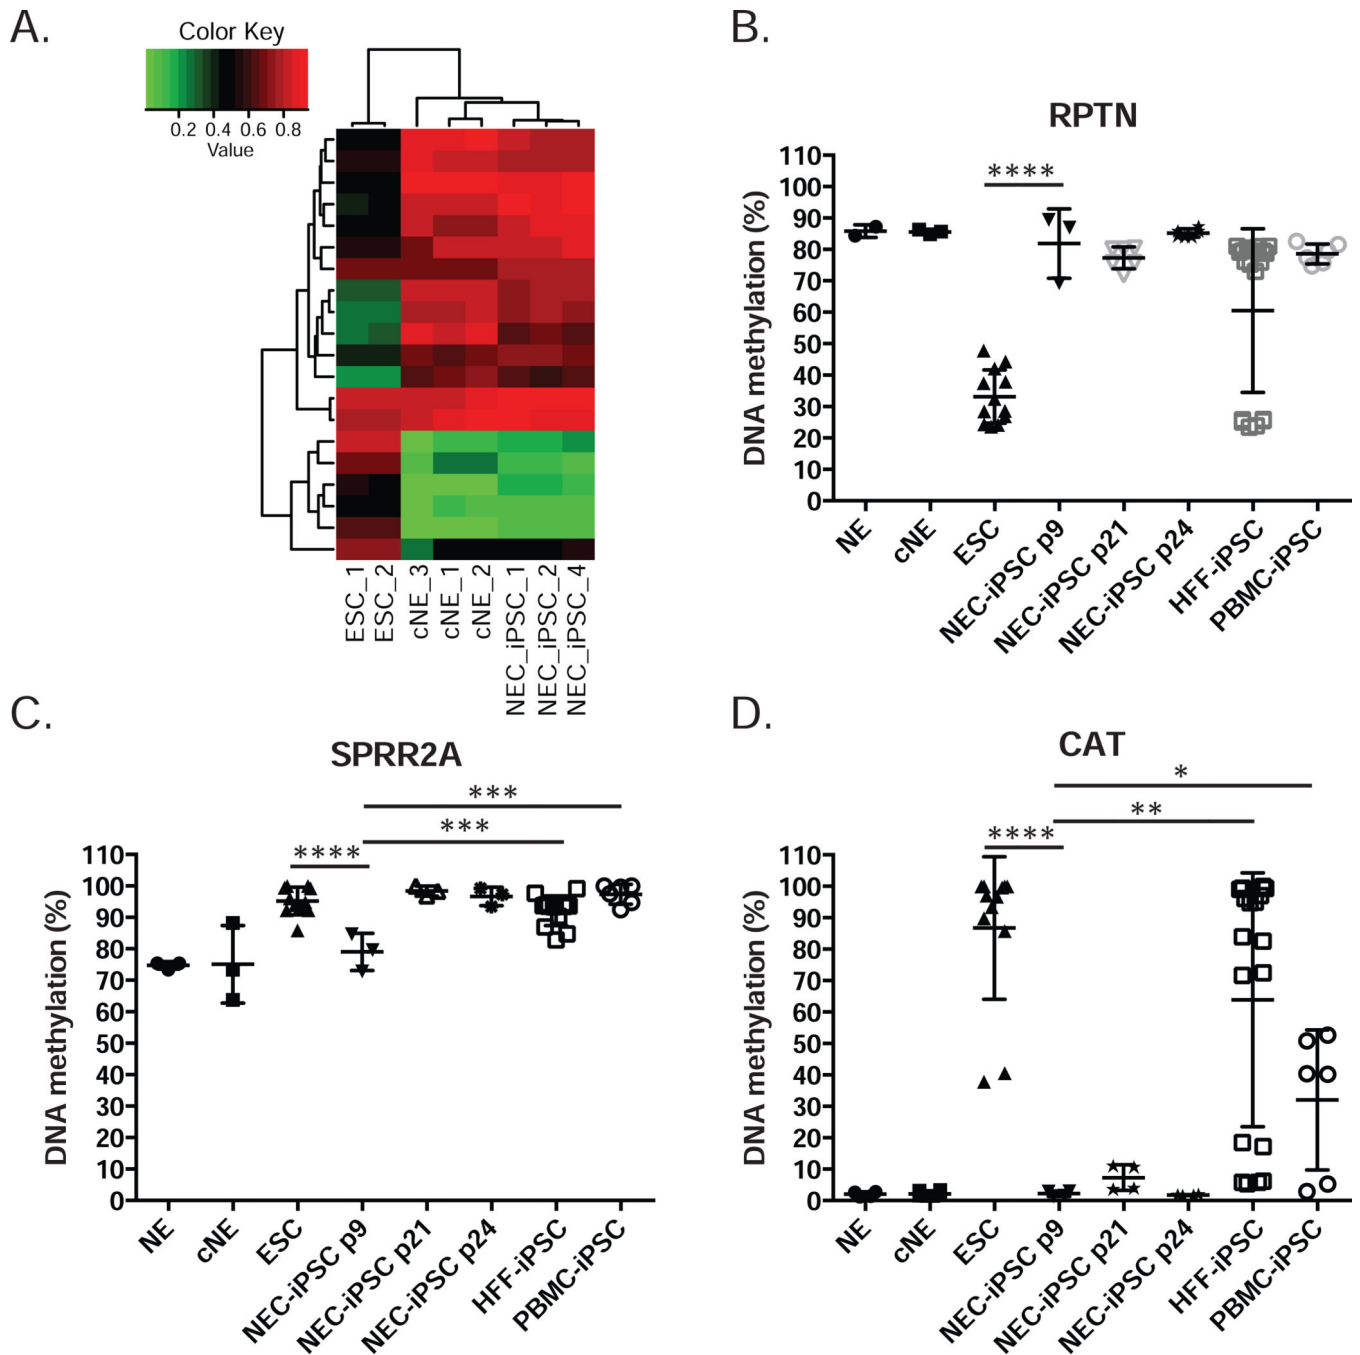 A.
Color Key
0.2 0.4 0.6 0.8
Value
ESC_1
ESC_2
cNE_3
cNE_1
cNE_2
NEC_iPSC_1
NEC_iPSC_2
NEC_iPSC_4
B.
RPTN
****
DNA methylation (%)
110
100
90
80
70
60
50
40
30
20
10
0
NE
cNE
ESC
NEC-iPSC p9
NEC-iPSC p21
NEC-iPSC p24
HFF-iPSC
PBMC-iPSC
C.
SPRR2A
***
***
****
DNA methylation (%)
110
100
90
80
70
60
50
40
30
20
10
0
NE
cNE
ESC
NEC-iPSC p9
NEC-iPSC p21
NEC-iPSC p24
HFF-iPSC
PBMC-iPSC
D.
CAT
*
**
****
DNA methylation (%)
110
100
90
80
70
60
50
40
30
20
10
0
NE
cNE
ESC
NEC-iPSC p9
NEC-iPSC p21
NEC-iPSC p24
HFF-iPSC
PBMC-iPSC